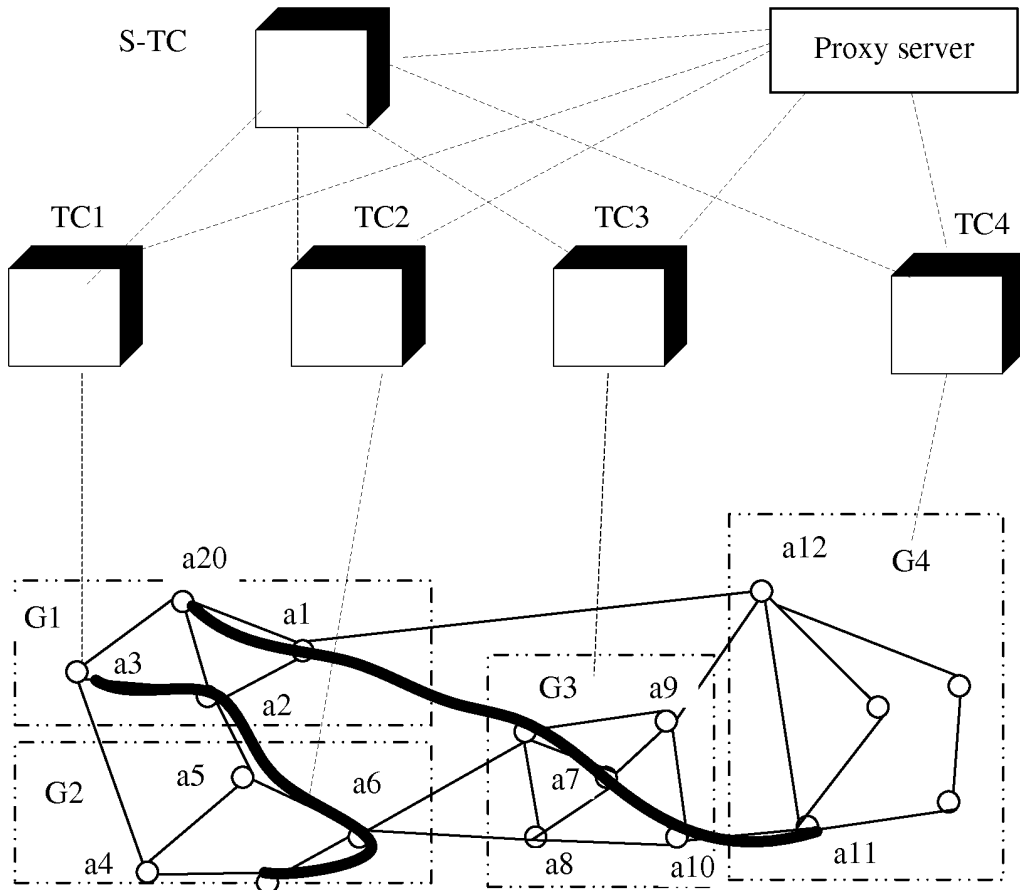 S-TC
Proxy server
TC1
TC2
TC3
TC4
a20
a12
G4
G1
a1
a3
a2
G3
a9
G2
a5
a6
a7
a4
a8
a10
a11